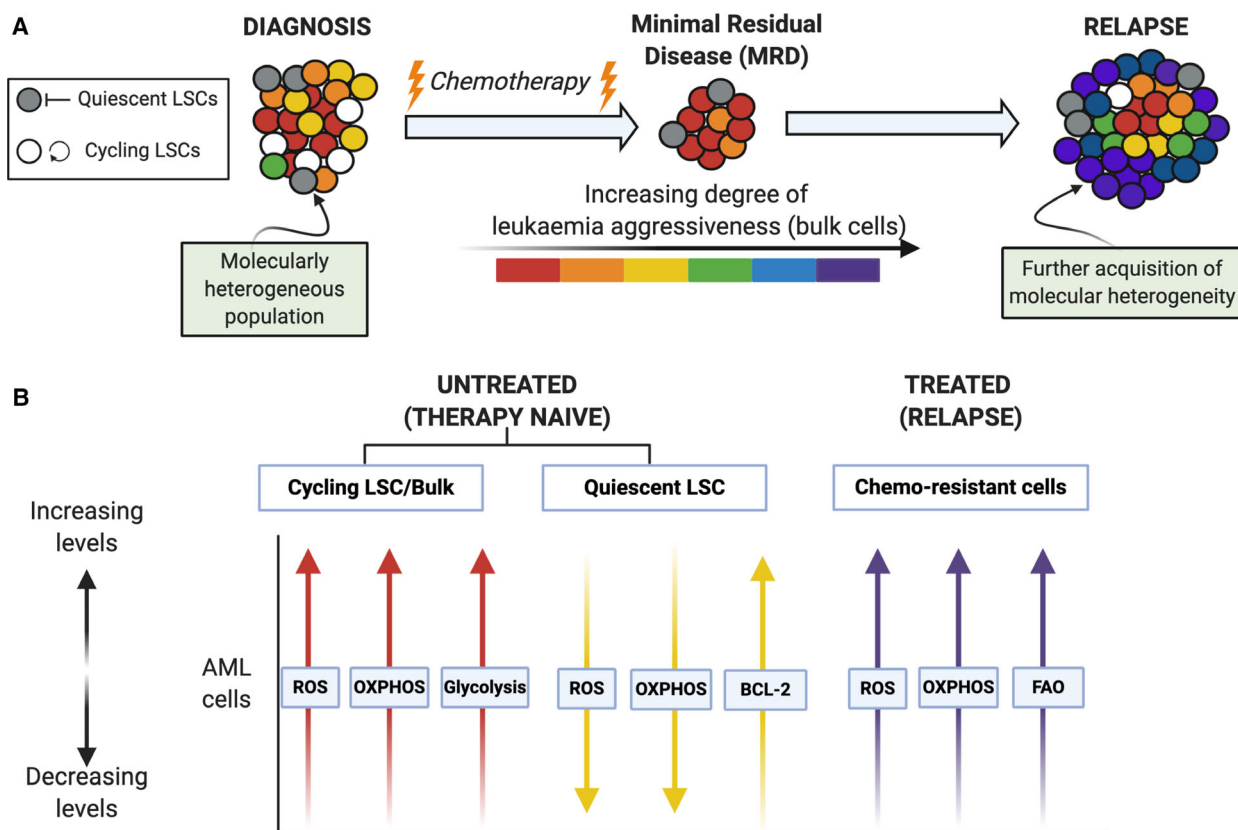 A
DIAGNOSIS
Minimal Residual
Disease (MRD)
RELAPSE
Chemotherapy
Quiescent LSCs
Cycling LSCs
Increasing degree of
leukaemia aggressiveness (bulk cells)
Molecularly
heterogeneous
population
Further acquisition of
molecular heterogeneity
B
UNTREATED
(THERAPY NAIVE)
TREATED
(RELAPSE)
Cycling LSC/Bulk
Quiescent LSC
Chemo-resistant cells
Increasing
levels
Decreasing
levels
AML
cells
ROS
OXPHOS
Glycolysis
ROS
OXPHOS
BCL-2
ROS
OXPHOS
FAO